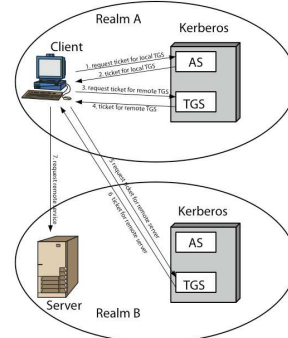 Realm A
Kerberos
Client
1. request ticket for local TGS
2. ticket for local TGS
AS
3. request ticket for remote TGS
4. ticket for remote TGS
TGS
5. request ticket for remote server
6. ticket for remote server
7. request remote service
Kerberos
AS
TGS
Server
Realm B